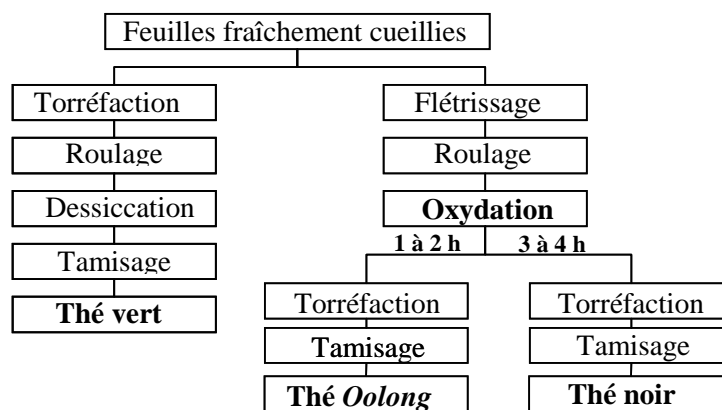 Feuilles fraîchement cueillies
Torréfaction
Roulage
Dessiccation
Tamisage
Thé vert
Flétrissage
Roulage
Oxydation
1 à 2 h
3 à 4 h
Torréfaction
Tamisage
Thé Oolong
Torréfaction
Tamisage
Thé noir